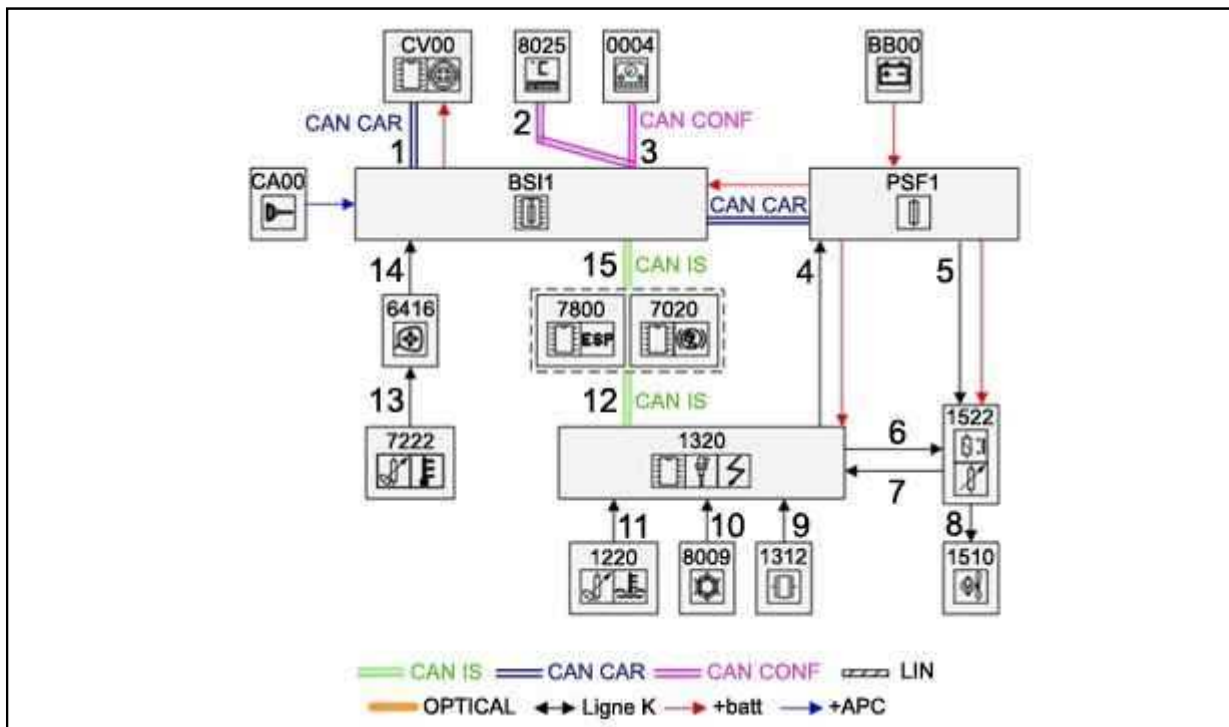 CV00 8025 0004 BB00
°C
CAN CAR 2 CAN CONF
1 3
CA00 BSI1 PSF1
CAN CAR
14 15 CAN IS 4 5
6416 7800 7020
ESP
13 12 CAN IS
7222 1320 6 1522
7
11 10 9 8
1220 8009 1312 1510
CAN IS CAN CAR CAN CONF LIN
OPTICAL Ligne K +batt +APC